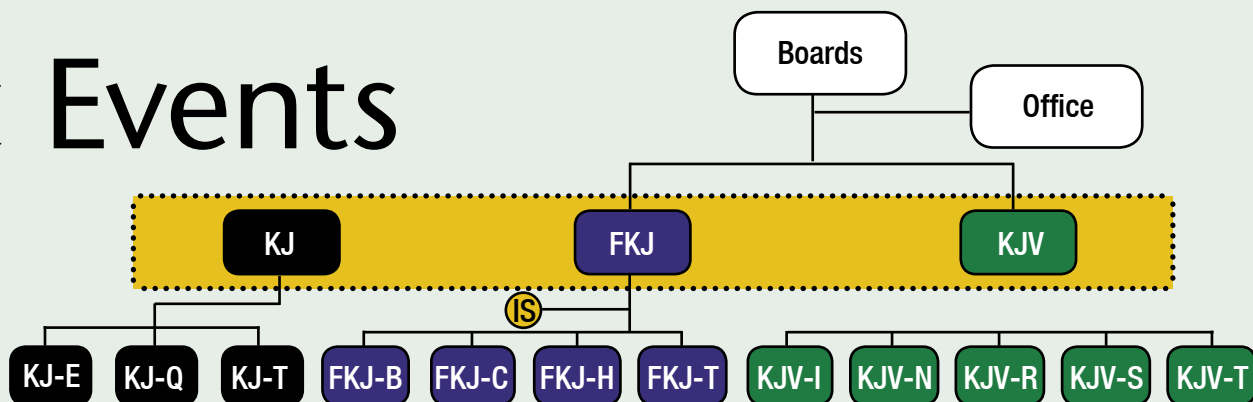 Events
Boards
Office
KJ
FKJ
KJV
IS
KJ-E
KJ-Q
KJ-T
FKJ-B
FKJ-C
FKJ-H
FKJ-T
KJV-I
KJV-N
KJV-R
KJV-S
KJV-T